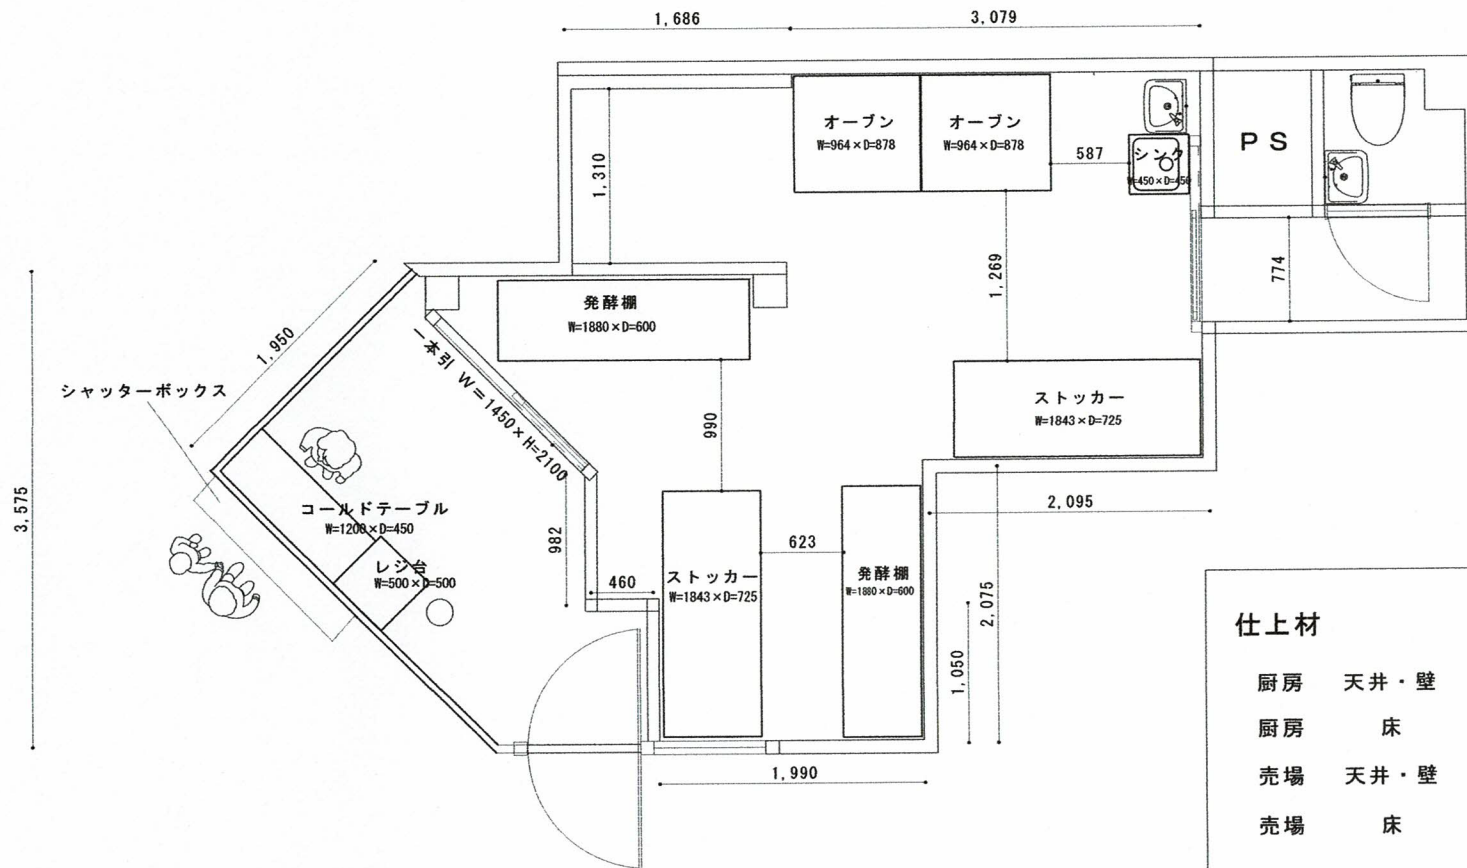 1,686
3,079
オーブン
W=964×D=878
オーブン
W=964×D=878
587
シンク
W=450×D=450
PS
1,310
1,269
774
発酵棚
W=1880×D=600
1,950
シャッターボックス
一本引 W=1450×H=2100
990
ストッカー
W=1843×D=725
3,575
コールドテーブル
W=1200×D=450
レジ台
W=500×D=500
982
460
ストッカー
W=1843×D=725
623
発酵棚
W=1880×D=600
2,095
2,075
1,050
1,990
仕上材
厨房 天井・壁
厨房 床
売場 天井・壁
売場 床